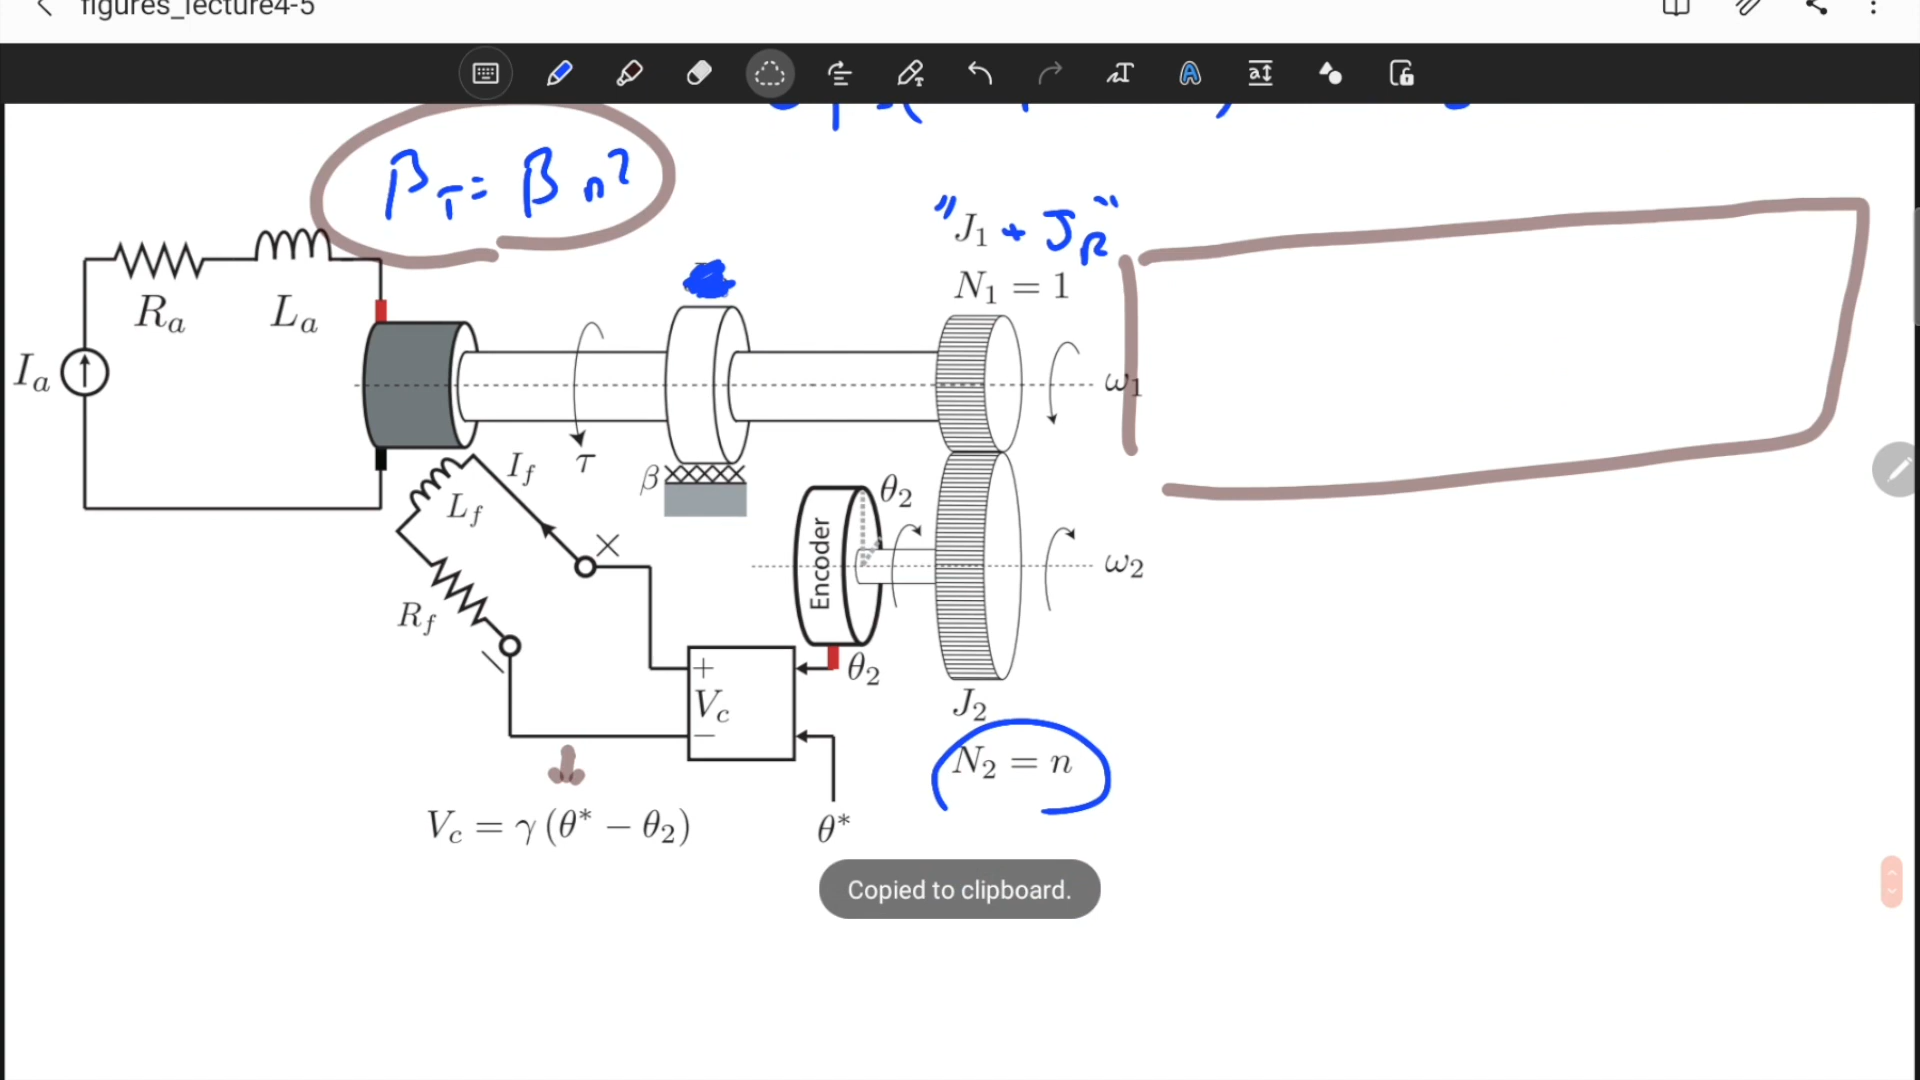 figures_lecture4-5
β_T = β n²
"J₁ + J_R"
N₁ = 1
R_a
L_a
I_a
ω₁
τ
I_f
β
L_f
θ₂
Encoder
ω₂
R_f
+
V_c
−
θ₂
J₂
N₂ = n
V_c = γ (θ* − θ₂)
θ*
Copied to clipboard.